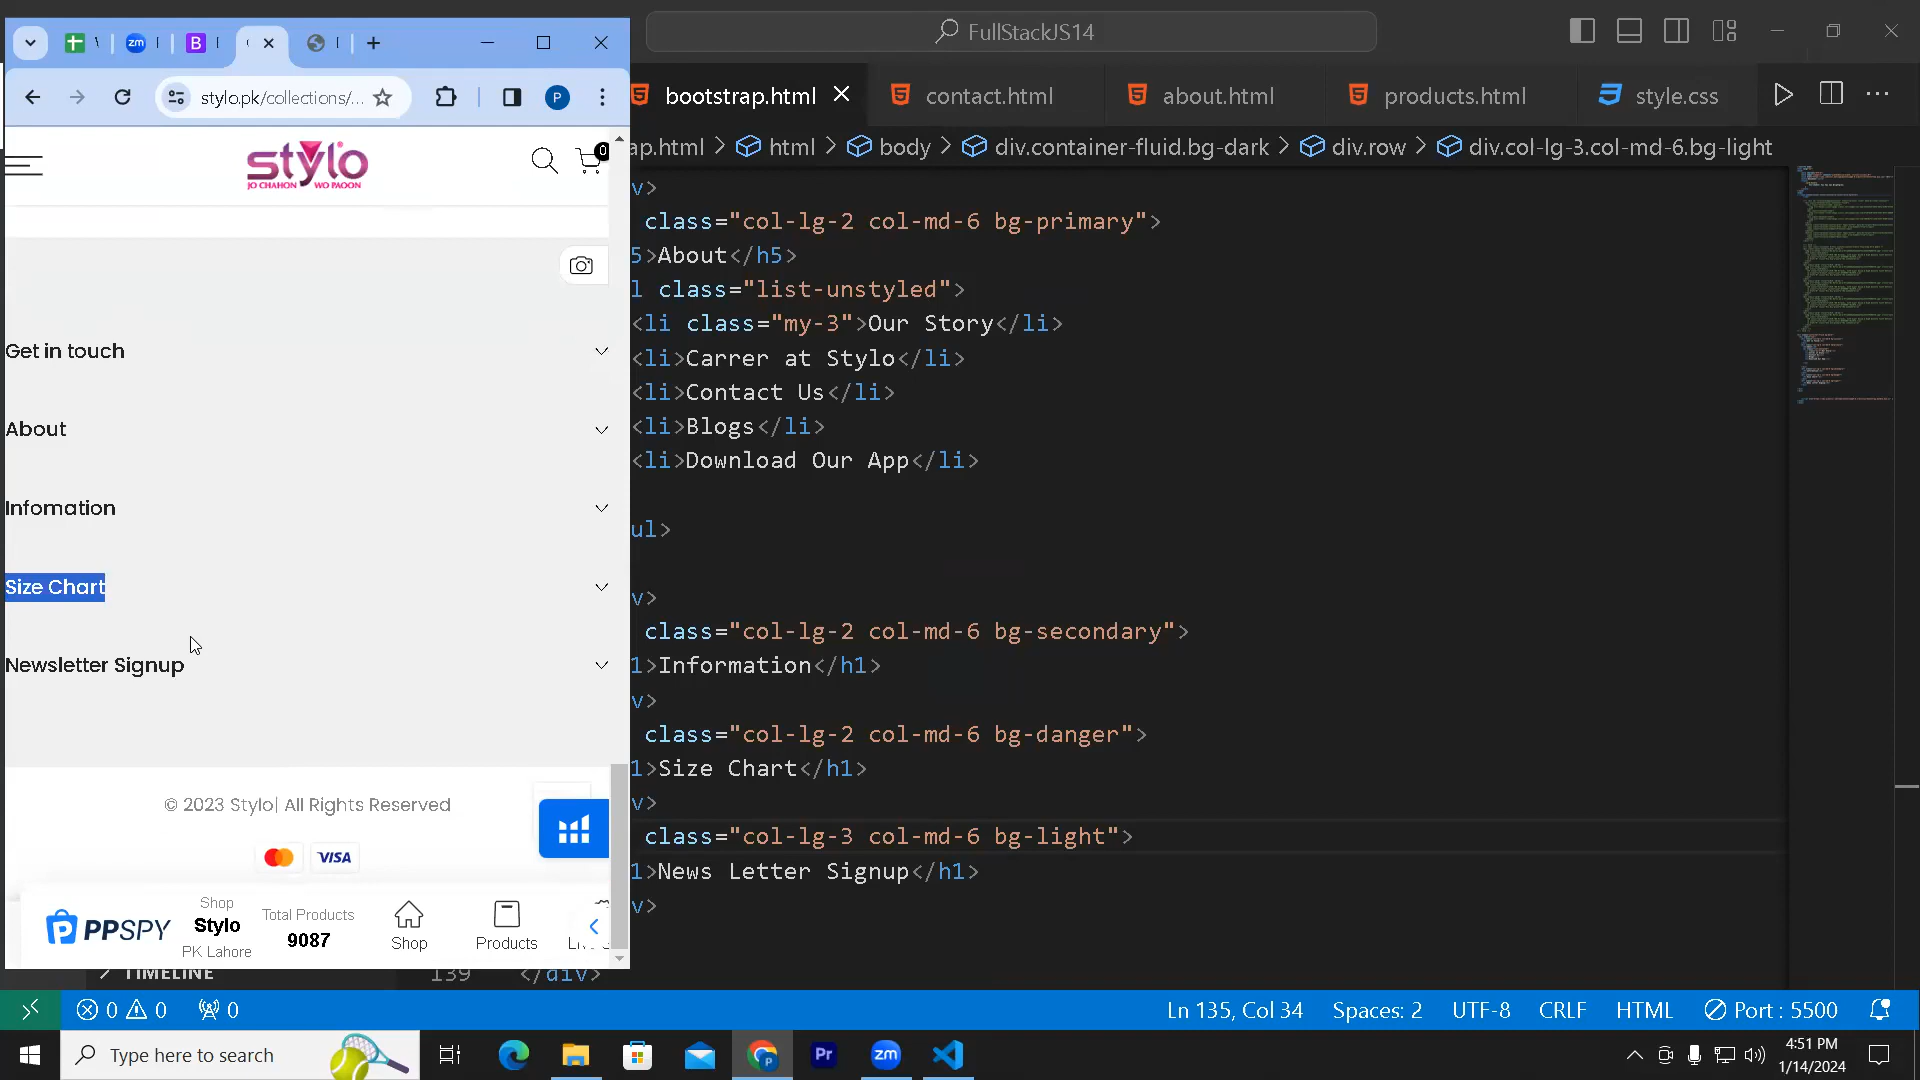 FullStackJS14
zm
B
stylo.pk/collections/...
P
bootstrap.html
contact.html
about.html
products.html
style.css
stylo
JO CHAHON WO PAOON
0
ap.html > html > body > div.container-fluid.bg-dark > div.row > div.col-lg-3.col-md-6.bg-light
v>
class="col-lg-2 col-md-6 bg-primary">
5>About</h5>
l class="list-unstyled">
<li class="my-3">Our Story</li>
<li>Carrer at Stylo</li>
<li>Contact Us</li>
<li>Blogs</li>
<li>Download Our App</li>
ul>
v>
class="col-lg-2 col-md-6 bg-secondary">
1>Information</h1>
v>
class="col-lg-2 col-md-6 bg-danger">
1>Size Chart</h1>
v>
class="col-lg-3 col-md-6 bg-light">
1>News Letter Signup</h1>
v>
Get in touch
About
Infomation
Size Chart
Newsletter Signup
© 2023 Stylo| All Rights Reserved
VISA
PPSPY
Shop
Stylo
PK Lahore
Total Products
9087
Shop
Products
TIMELINE
139 </div>
0 0 0
Ln 135, Col 34
Spaces: 2
UTF-8
CRLF
HTML
Port : 5500
Type here to search
P
Pr
zm
4:51 PM
1/14/2024